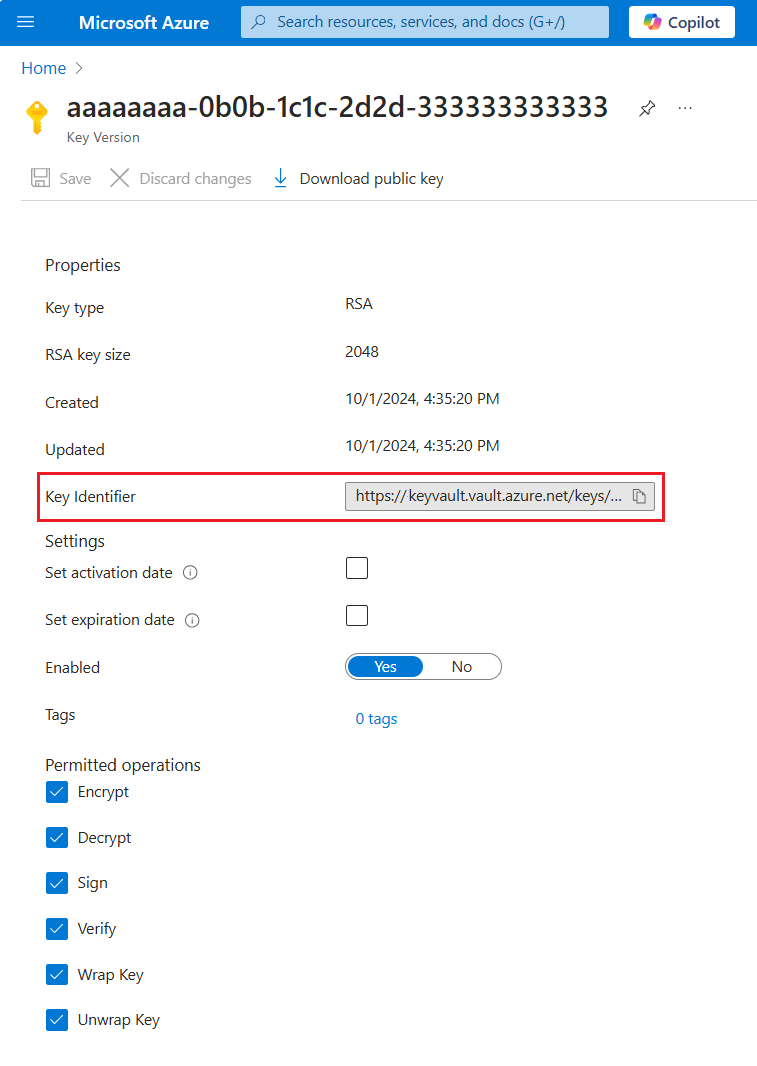 Microsoft Azure Search resources, services, and docs (G+/) Copilot
Home
aaaaaaaa-0b0b-1c1c-2d2d-333333333333 ...
Key Version
Save Discard changes Download public key
Properties
Key type RSA
RSA key size 2048
Created 10/1/2024, 4:35:20 PM
Updated 10/1/2024, 4:35:20 PM
Key Identifier https://keyvault.vault.azure.net/keys/...
Settings
Set activation date
Set expiration date
Enabled Yes No
Tags 0 tags
Permitted operations
Encrypt
Decrypt
Sign
Verify
Wrap Key
Unwrap Key